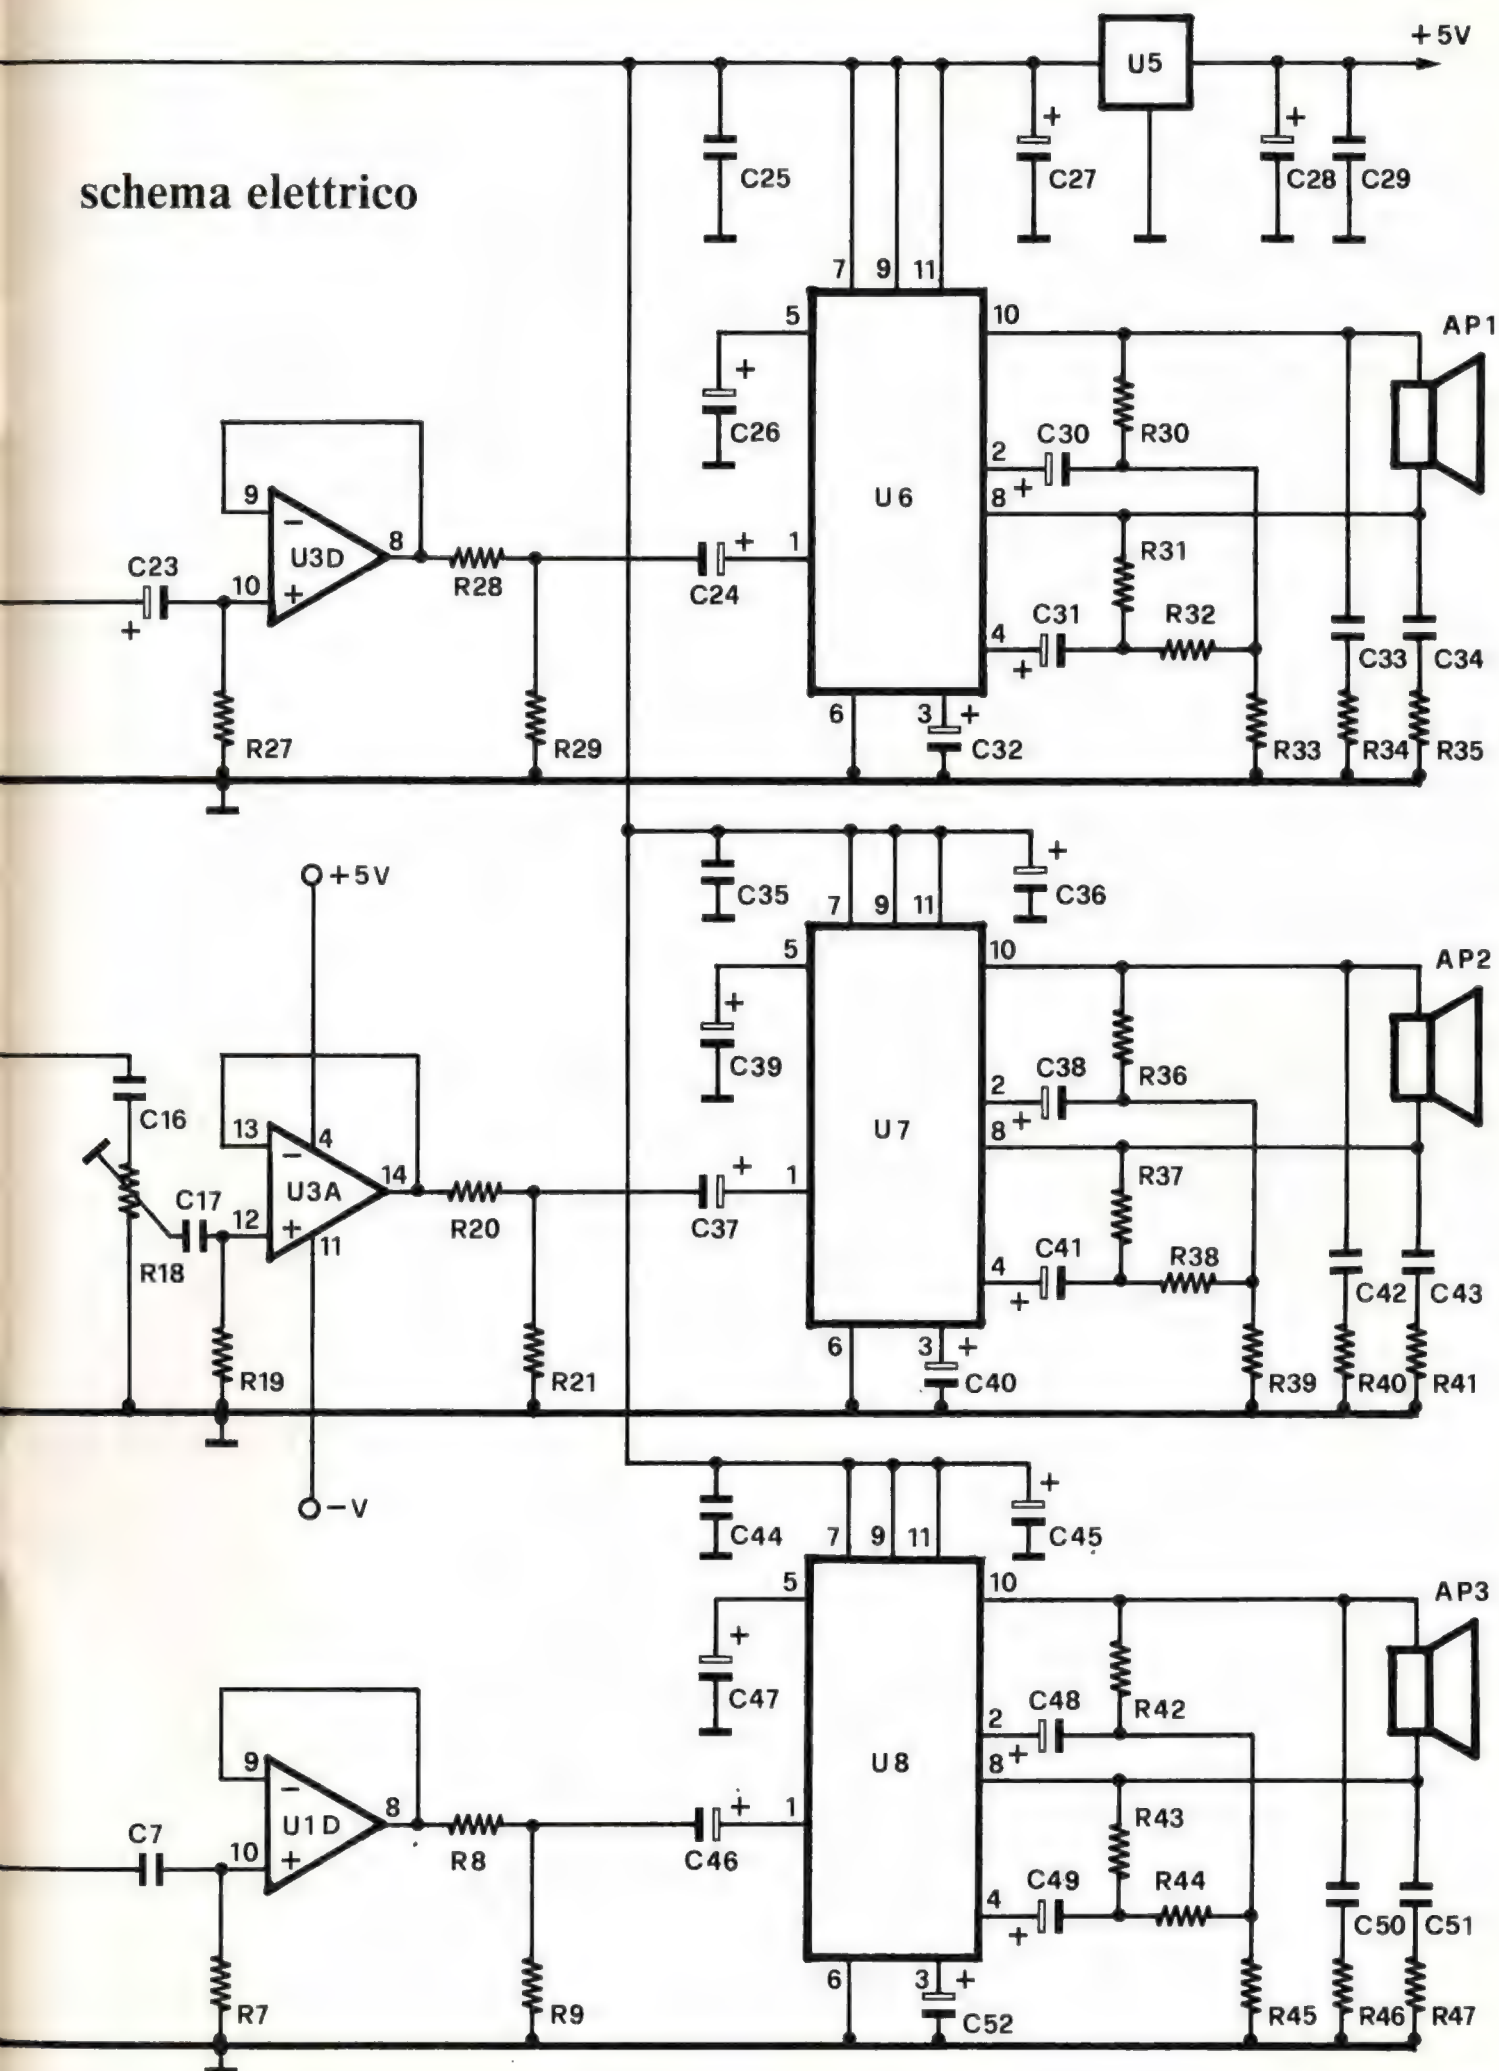 +5V
U5
C25
+
C27
+
C28
C29
schema elettrico
7 9 11
5
10
AP1
+
C26
2
C30
+
R30
8
U6
R31
9
−
U3D
8
R28
+
C24
1
C23
+
10
+
4
C31
+
R32
C33
C34
6
3
+
C32
R27
R29
R33
R34
R35
+5V
C35
+
C36
7 9 11
5
10
AP2
+
C39
2
C38
+
R36
8
U7
R37
C16
13
−
4
U3A
14
R20
+
C37
1
C17
12
+
11
R18
4
C41
+
R38
C42
C43
6
3
+
C40
R19
R21
R39
R40
R41
−V
C44
+
C45
7 9 11
5
10
AP3
+
C47
2
C48
+
R42
8
U8
R43
9
−
U1D
8
R8
+
C46
1
C7
10
+
4
C49
+
R44
C50
C51
6
3
+
C52
R7
R9
R45
R46
R47